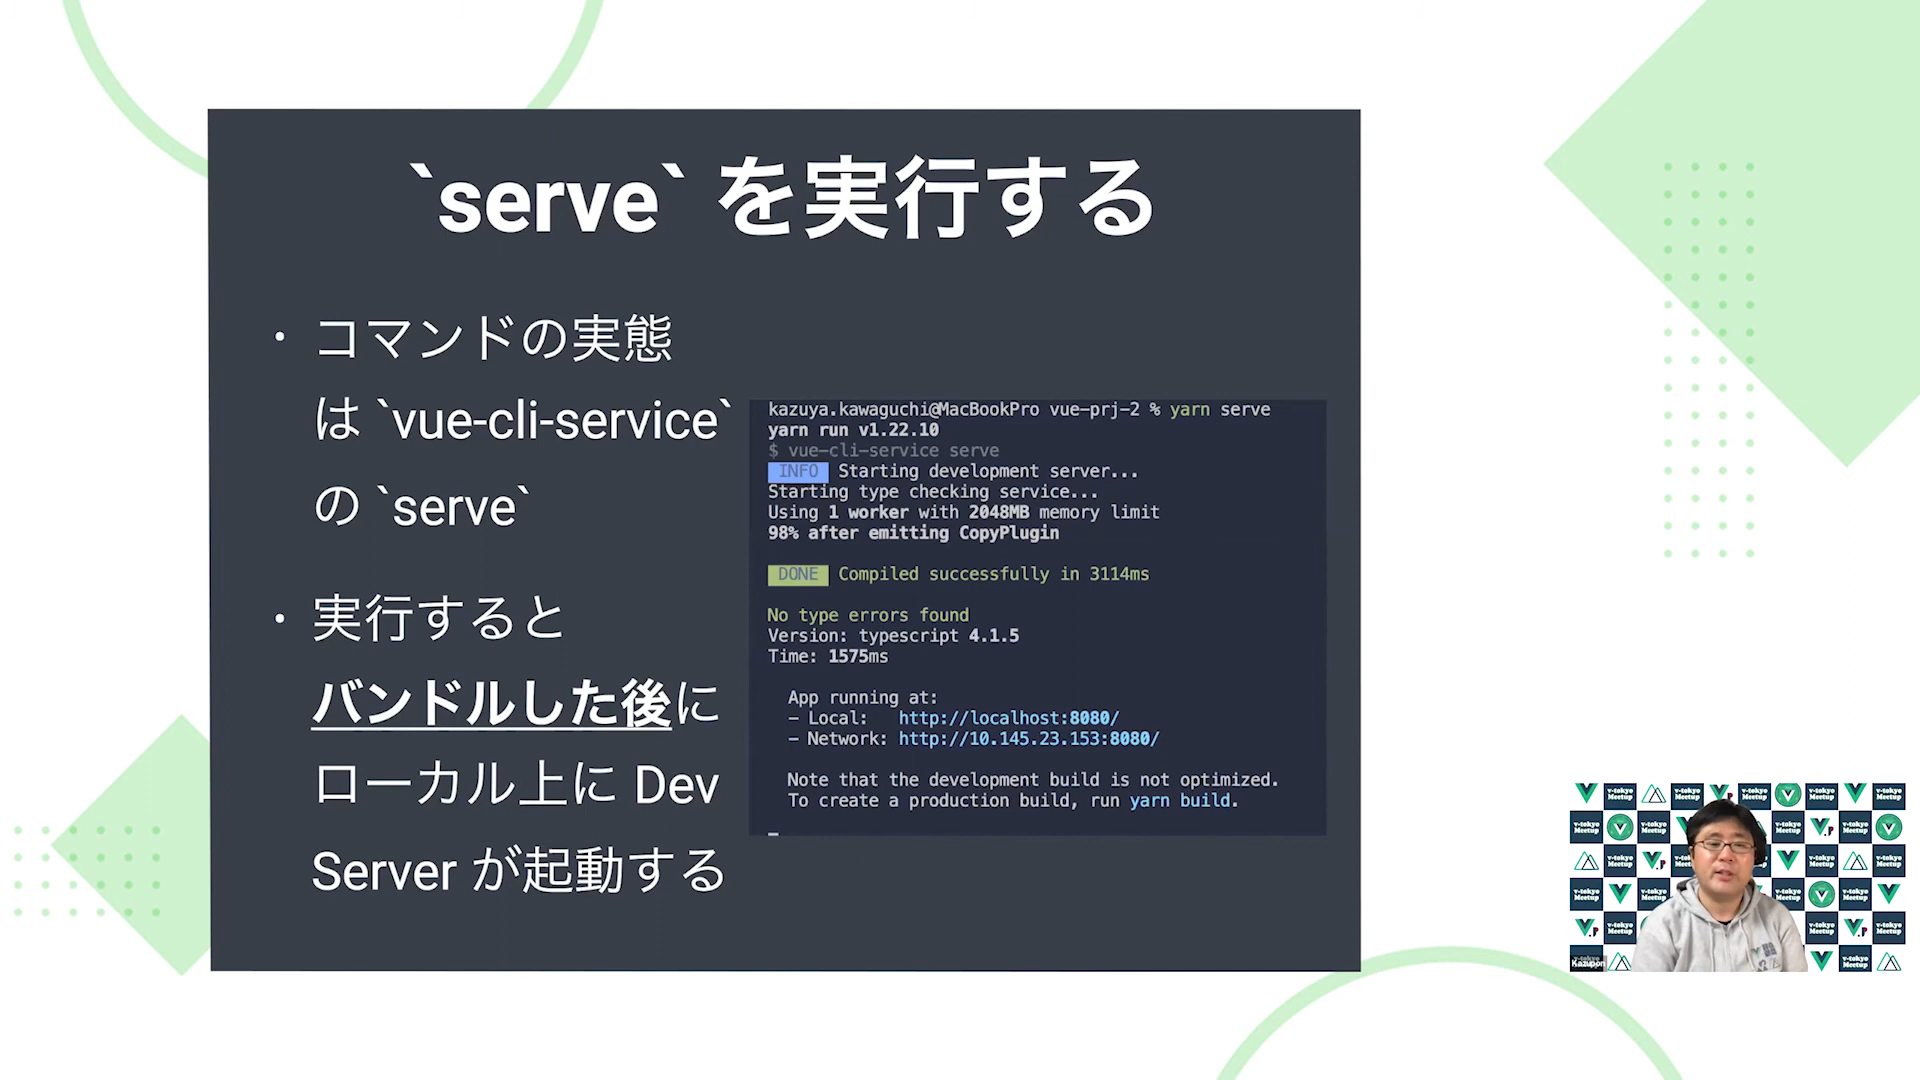 `serve` を実行する
・ コマンドの実態
は `vue-cli-service`
の `serve`
・ 実行すると
バンドルした後に
ローカル上に Dev
Server が起動する
kazuya.kawaguchi@MacBookPro vue-prj-2 % yarn serve
yarn run v1.22.10
$ vue-cli-service serve
INFO Starting development server...
Starting type checking service...
Using 1 worker with 2048MB memory limit
98% after emitting CopyPlugin
DONE Compiled successfully in 3114ms
No type errors found
Version: typescript 4.1.5
Time: 1575ms
App running at:
- Local: http://localhost:8080/
- Network: http://10.145.23.153:8080/
Note that the development build is not optimized.
To create a production build, run yarn build.
v-tokyo Meetup
Kazupon